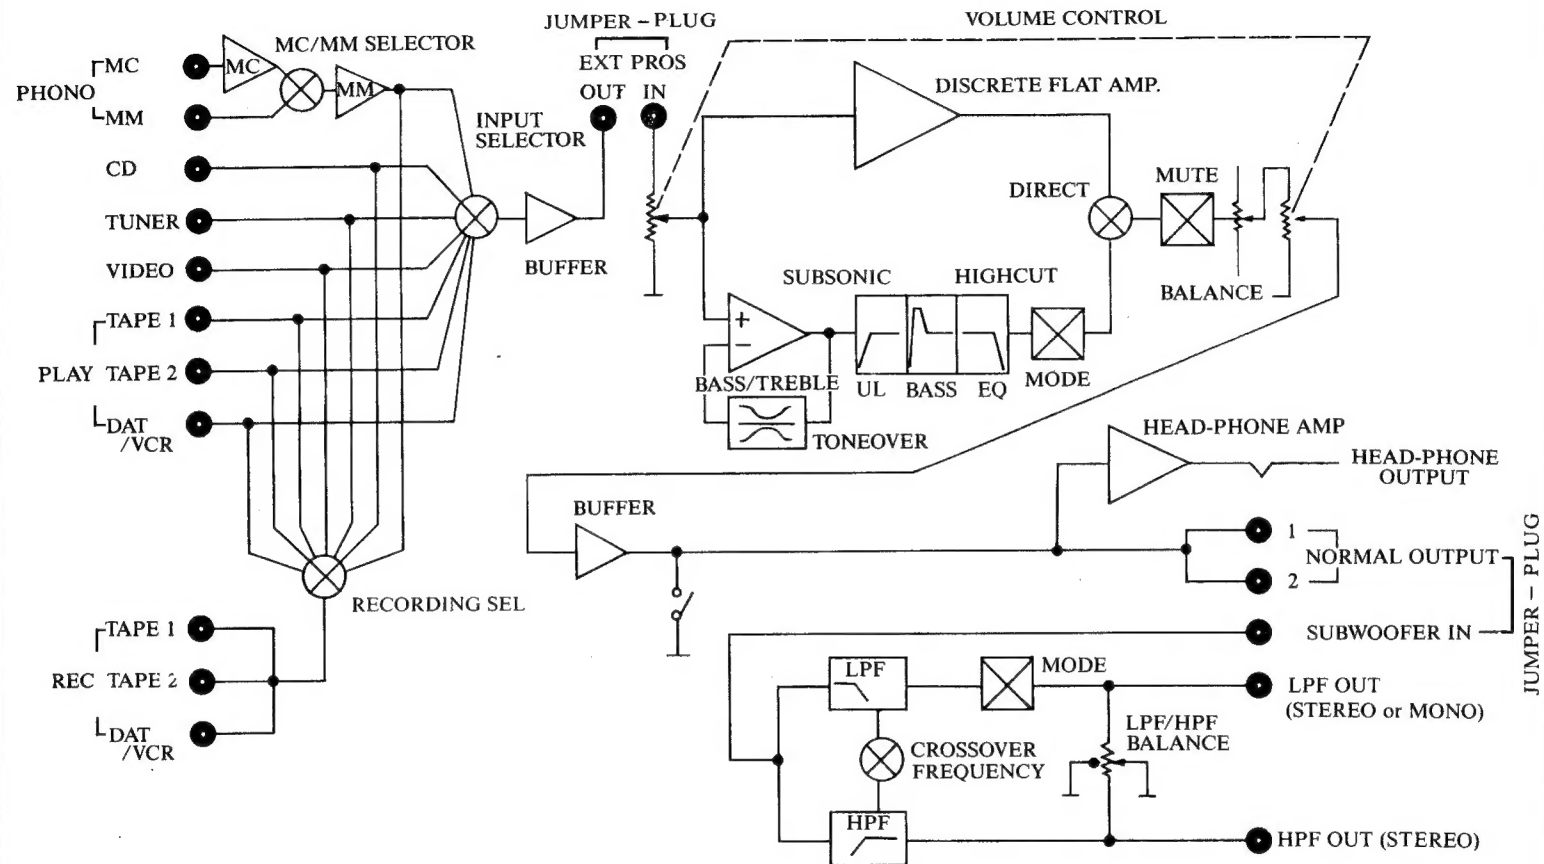 JUMPER – PLUG
VOLUME CONTROL
MC/MM SELECTOR
EXT PROS
OUT IN
PHONO
MC
MM
MC
MM
DISCRETE FLAT AMP.
INPUT
SELECTOR
CD
TUNER
VIDEO
BUFFER
DIRECT
MUTE
BALANCE
SUBSONIC
HIGHCUT
+
−
UL
BASS
EQ
MODE
BASS/TREBLE
TONEOVER
PLAY
TAPE 1
TAPE 2
DAT
/VCR
HEAD-PHONE AMP
HEAD-PHONE
OUTPUT
BUFFER
1
NORMAL OUTPUT
2
JUMPER – PLUG
SUBWOOFER IN
RECORDING SEL
REC
TAPE 1
TAPE 2
DAT
/VCR
LPF
MODE
LPF OUT
(STEREO or MONO)
LPF/HPF
BALANCE
CROSSOVER
FREQUENCY
HPF
HPF OUT (STEREO)